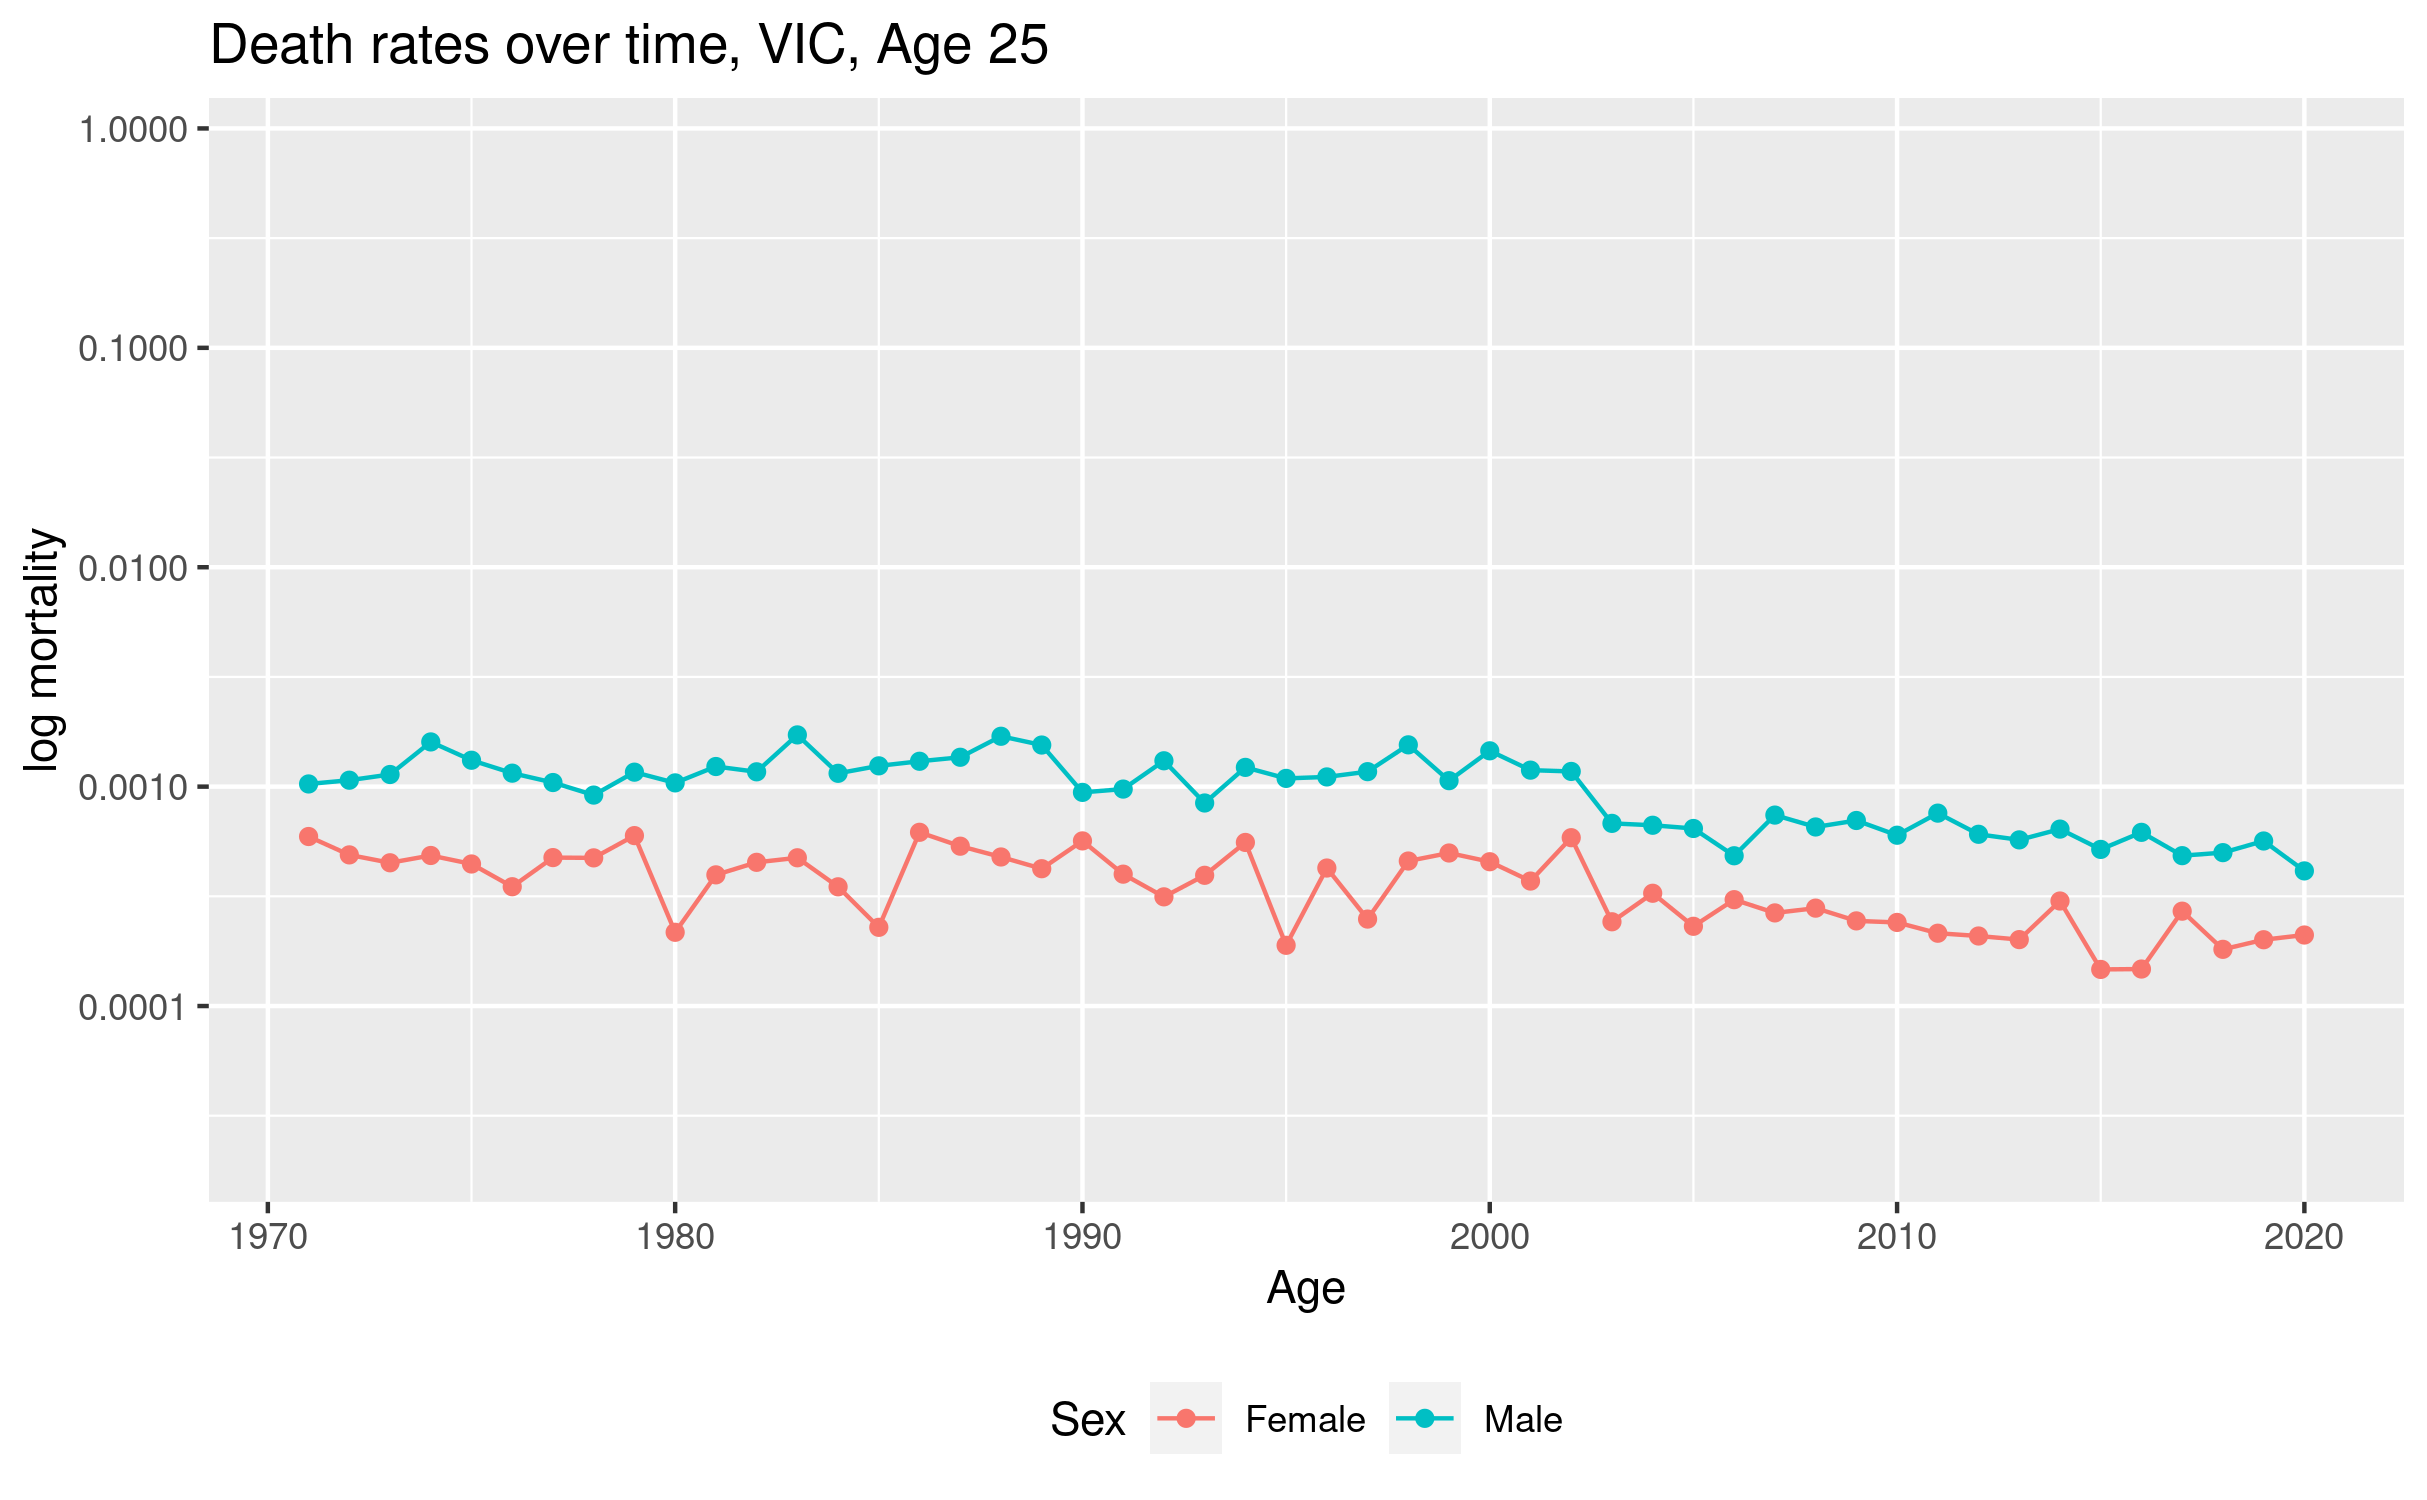 Death rates over time, VIC, Age 25
log mortality
1.0000
0.1000
0.0100
0.0010
0.0001
1970 1980 1990 2000 2010 2020
Age
Sex Female Male